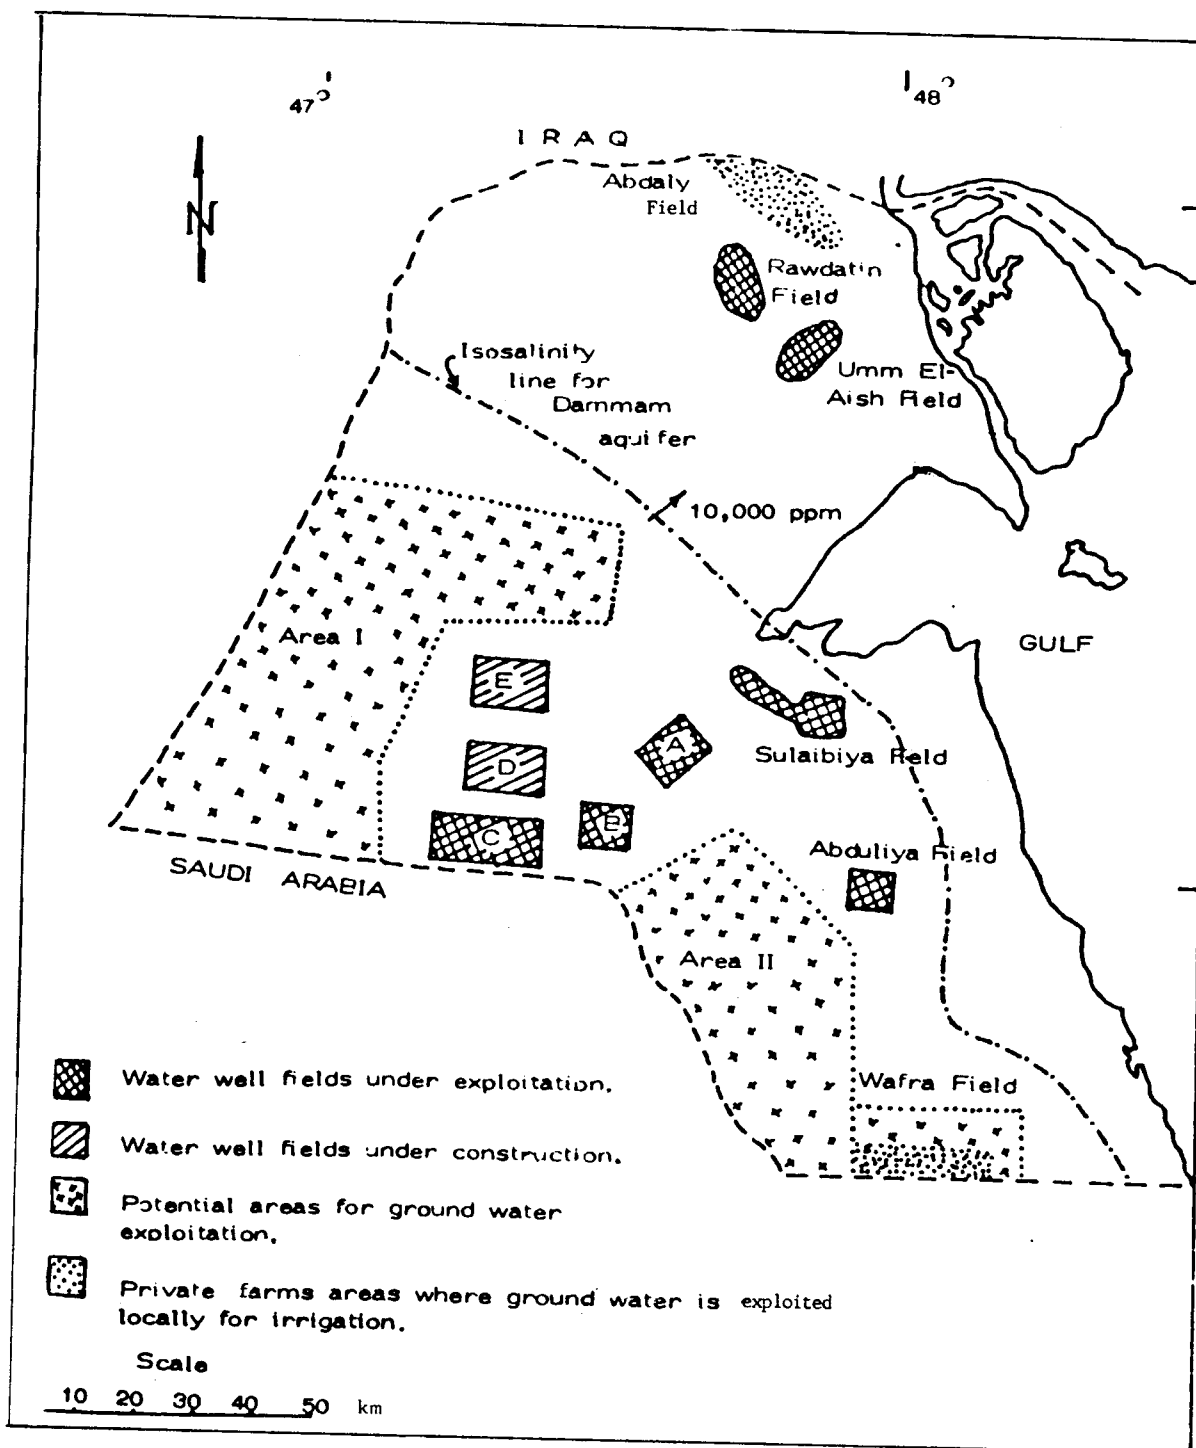 47°
48°
IRAQ
N
Abdaly
Field
Rawdatin
Field
Isosalinity
line for
Dammam
aquifer
Umm El-
Aish Field
10,000 ppm
Area I
GULF
E
A
Sulaibiya Field
D
B
C
Abduliya Field
SAUDI ARABIA
Area II
Wafra Field
Water well fields under exploitation.
Water well fields under construction.
Potential areas for ground water
exploitation.
Private farms areas where ground water is exploited
locally for irrigation.
Scale
10 20 30 40 50 km